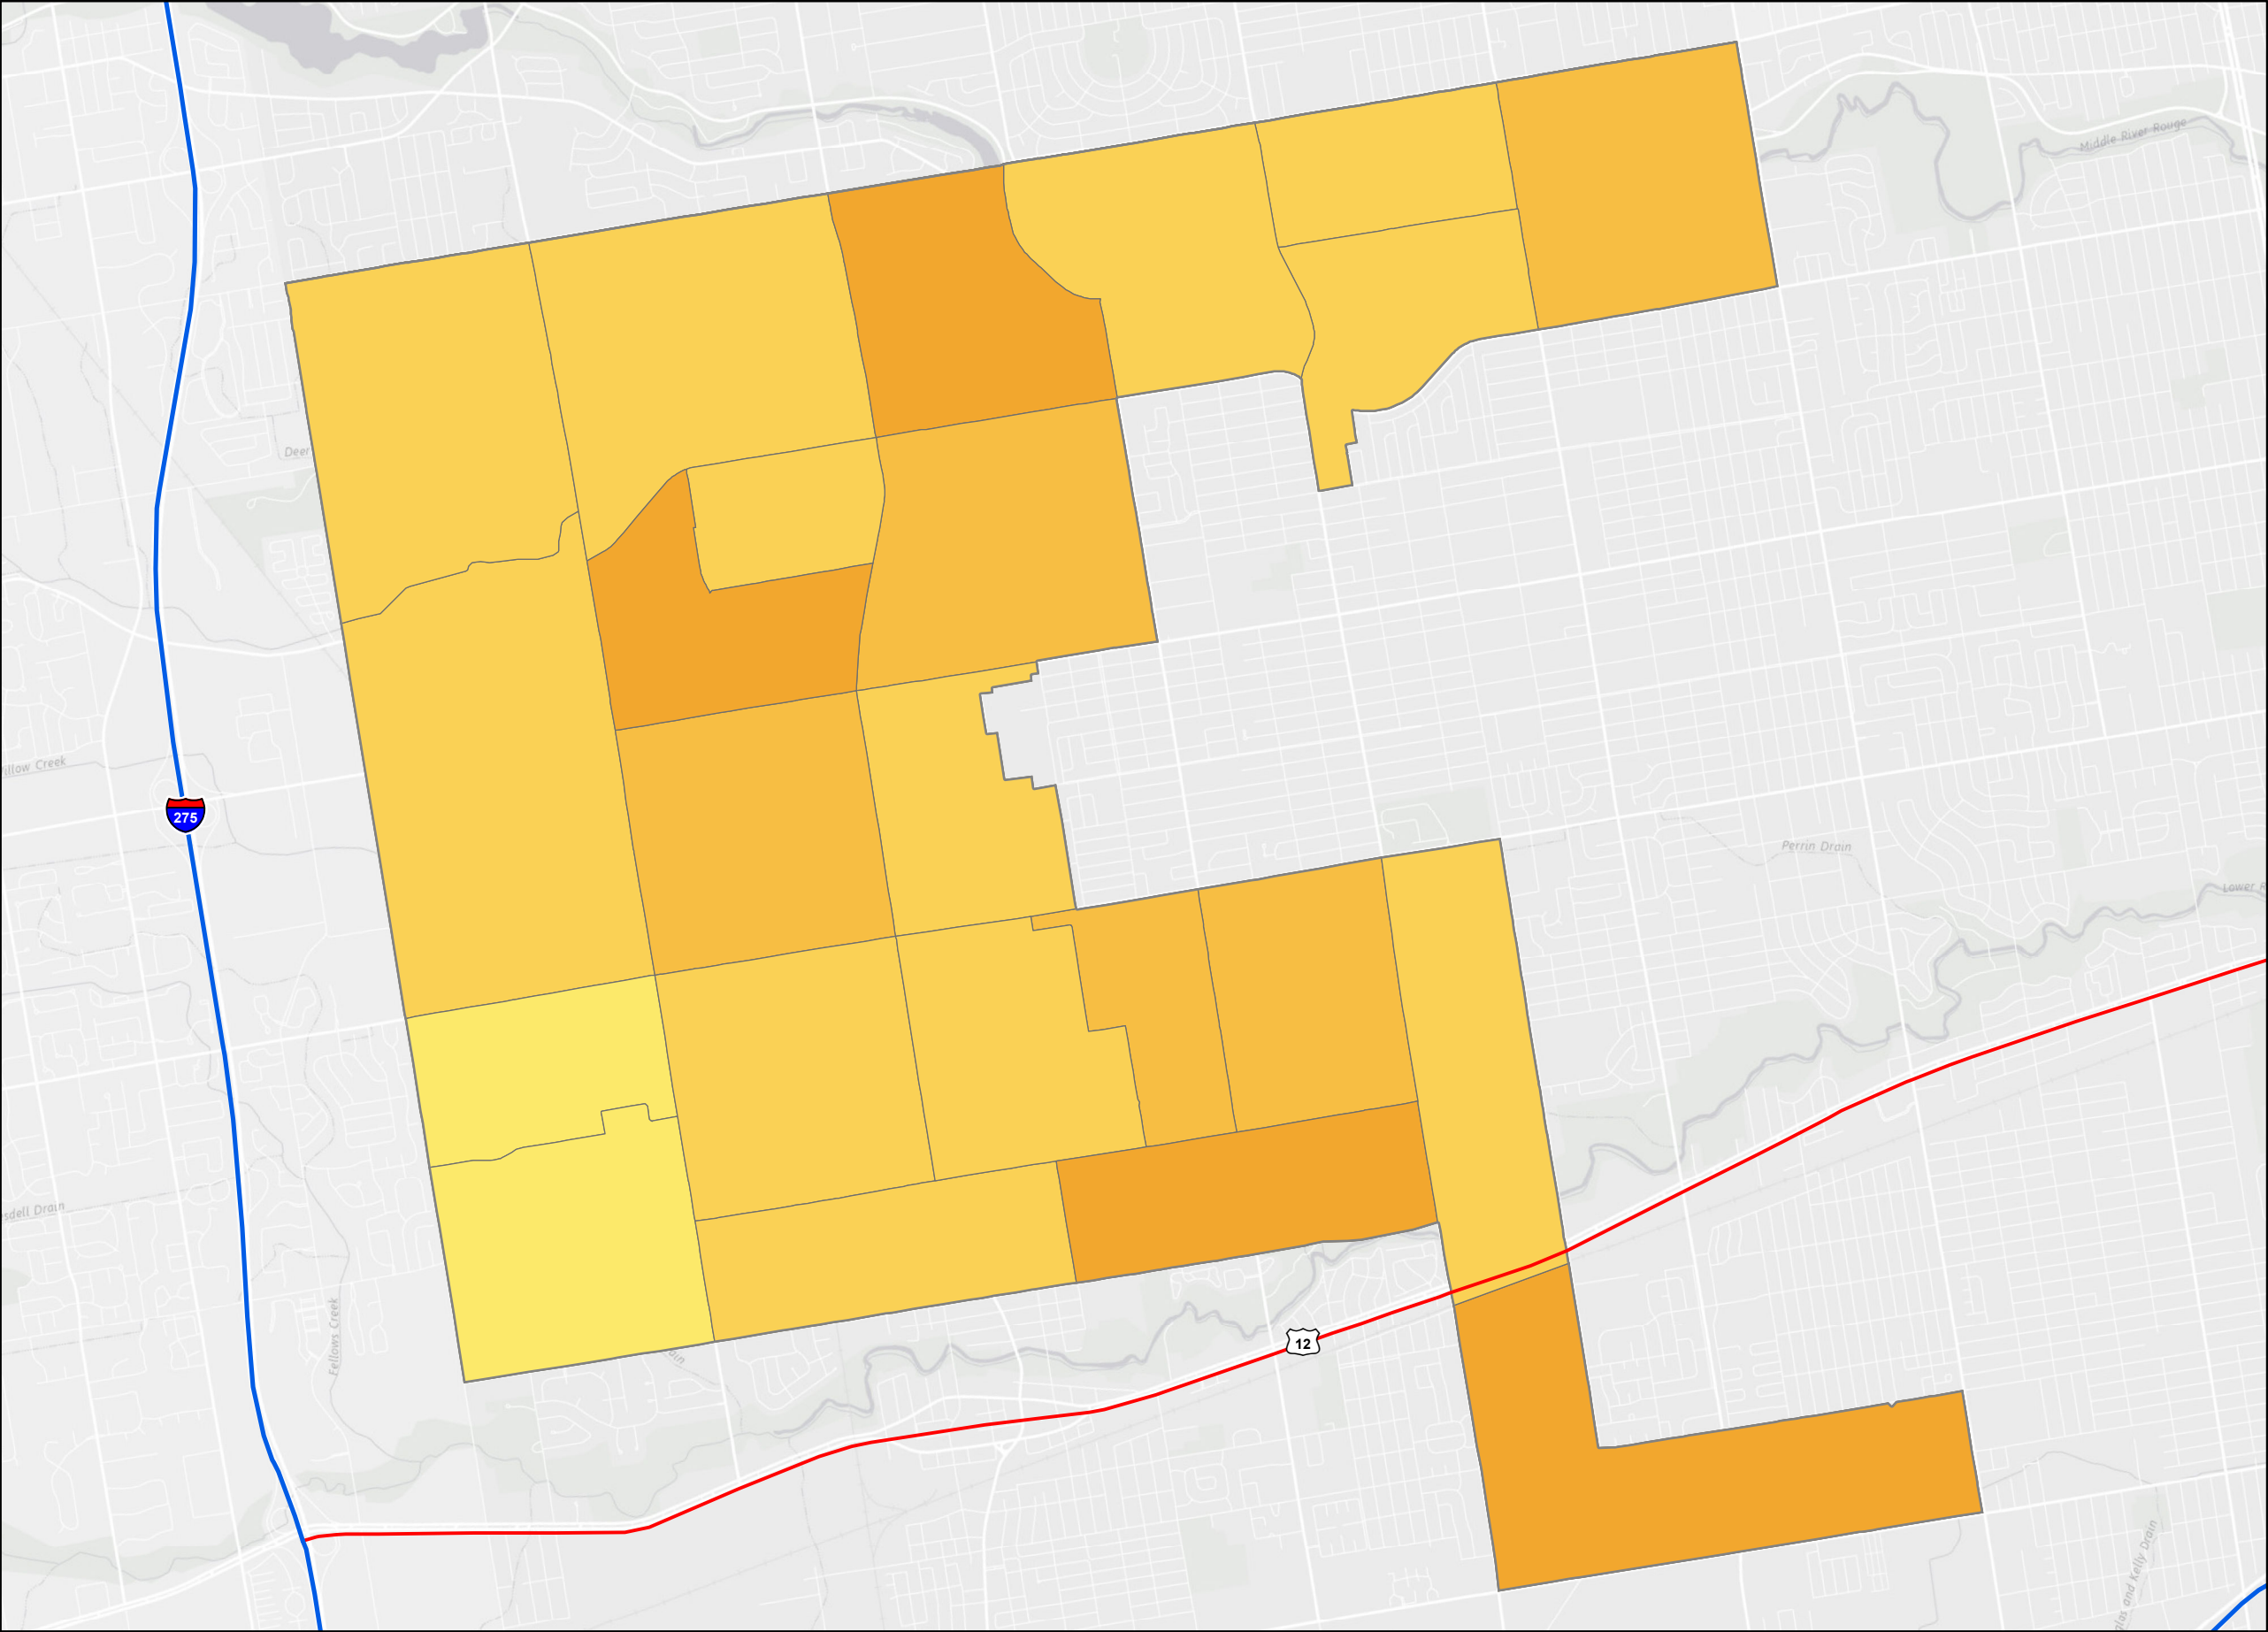 Middle River Rouge
Deer
illow Creek
275
Perrin Drain
Lower R
sdell Drain
Fellows Creek
ain
12
glas and Kelly Drain